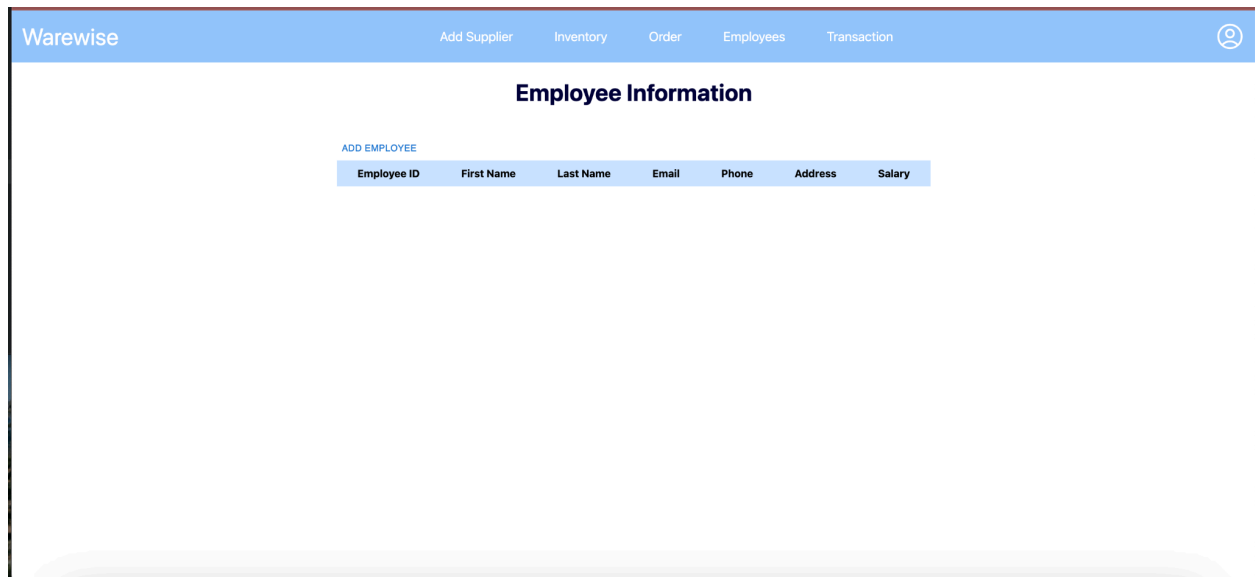 Warewise Add Supplier Inventory Order Employees Transaction
Employee Information
ADD EMPLOYEE
Employee ID First Name Last Name Email Phone Address Salary